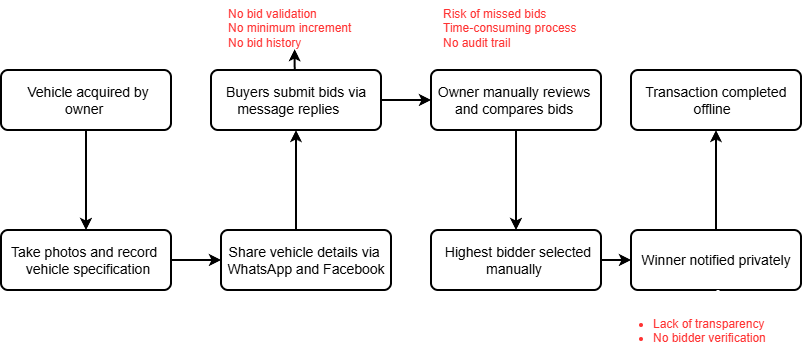 No bid validation
No minimum increment
No bid history
Risk of missed bids
Time-consuming process
No audit trail
Vehicle acquired by
owner
Buyers submit bids via
message replies
Owner manually reviews
and compares bids
Transaction completed
offline
Take photos and record
vehicle specification
Share vehicle details via
WhatsApp and Facebook
Highest bidder selected
manually
Winner notified privately
• Lack of transparency
• No bidder verification